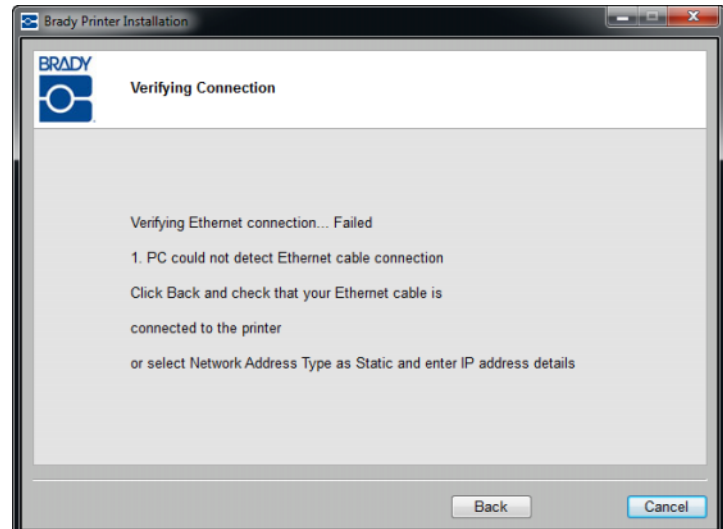 Brady Printer Installation
BRADY
Verifying Connection
Verifying Ethernet connection... Failed
1. PC could not detect Ethernet cable connection
Click Back and check that your Ethernet cable is
connected to the printer
or select Network Address Type as Static and enter IP address details
Back
Cancel